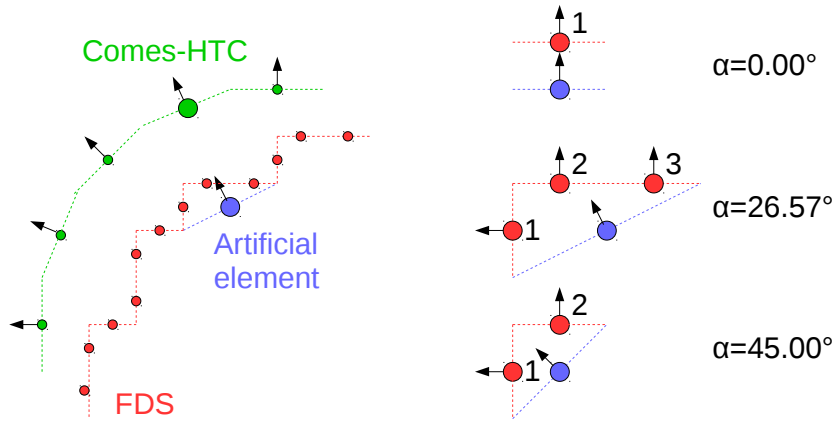 Comes-HTC
Artificial
element
FDS
1
α=0.00°
2
3
1
α=26.57°
2
1
α=45.00°